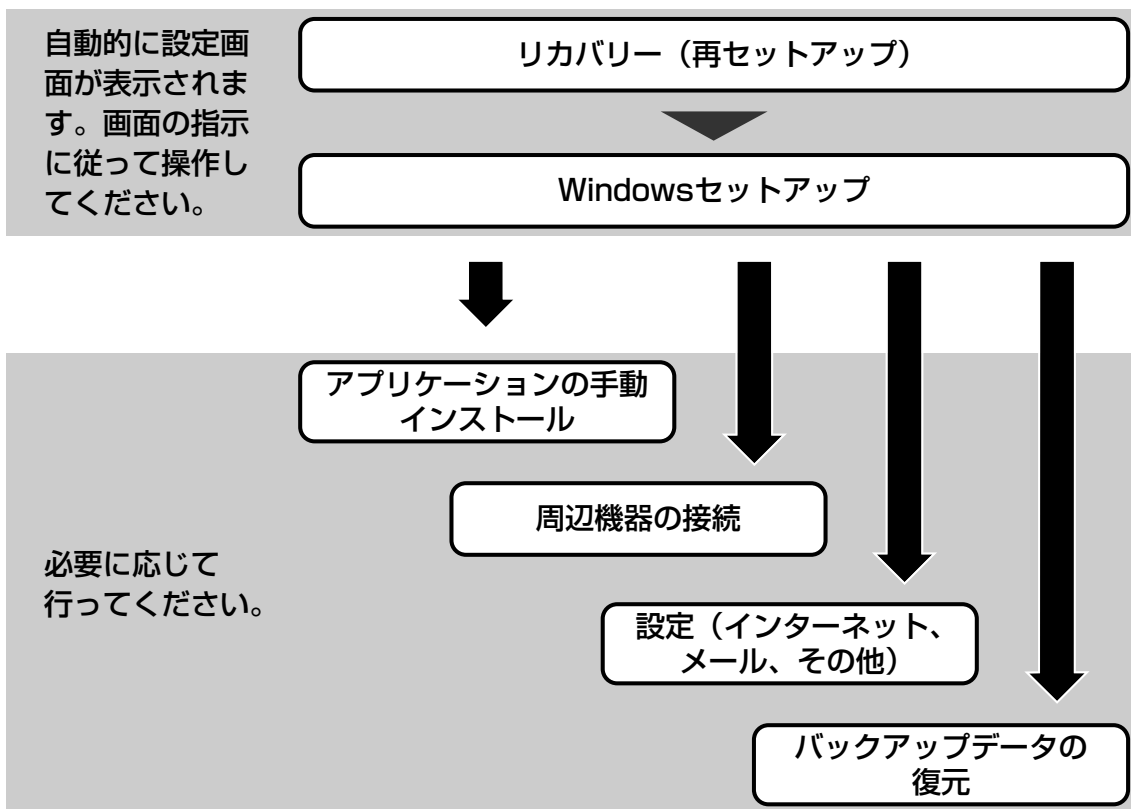 自動的に設定画
面が表示されま
す。画面の指示
に従って操作し
てください。
リカバリー（再セットアップ）
Windowsセットアップ
アプリケーションの手動
インストール
周辺機器の接続
必要に応じて
行ってください。
設定（インターネット、
メール、その他）
バックアップデータの
復元